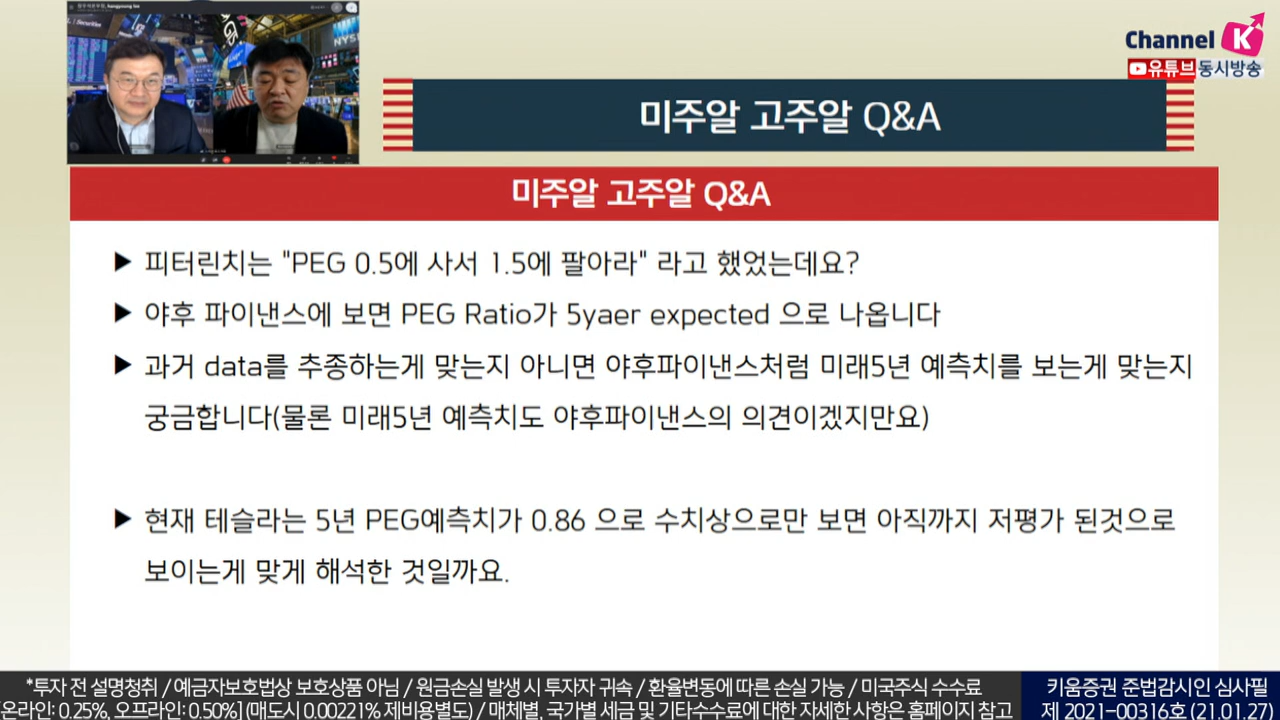 Channel K
유튜브 동시방송
NYSE
미주알 고주알 Q&A
미주알 고주알 Q&A
▶ 피터린치는 "PEG 0.5에 사서 1.5에 팔아라" 라고 했었는데요?
▶ 야후 파이낸스에 보면 PEG Ratio가 5yaer expected 으로 나옵니다
▶ 과거 data를 추종하는게 맞는지 아니면 야후파이낸스처럼 미래5년 예측치를 보는게 맞는지
궁금합니다(물론 미래5년 예측치도 야후파이낸스의 의견이겠지만요)
▶ 현재 테슬라는 5년 PEG예측치가 0.86 으로 수치상으로만 보면 아직까지 저평가 된것으로
보이는게 맞게 해석한 것일까요.
*투자 전 설명청취 / 예금자보호법상 보호상품 아님 / 원금손실 발생 시 투자자 귀속 / 환율변동에 따른 손실 가능 / 미국주식 수수료
[온라인: 0.25%, 오프라인: 0.50%] (매도시 0.00221% 제비용별도) / 매체별, 국가별 세금 및 기타수수료에 대한 자세한 사항은 홈페이지 참고
키움증권 준법감시인 심사필
제 2021-00316호 (21.01.27)